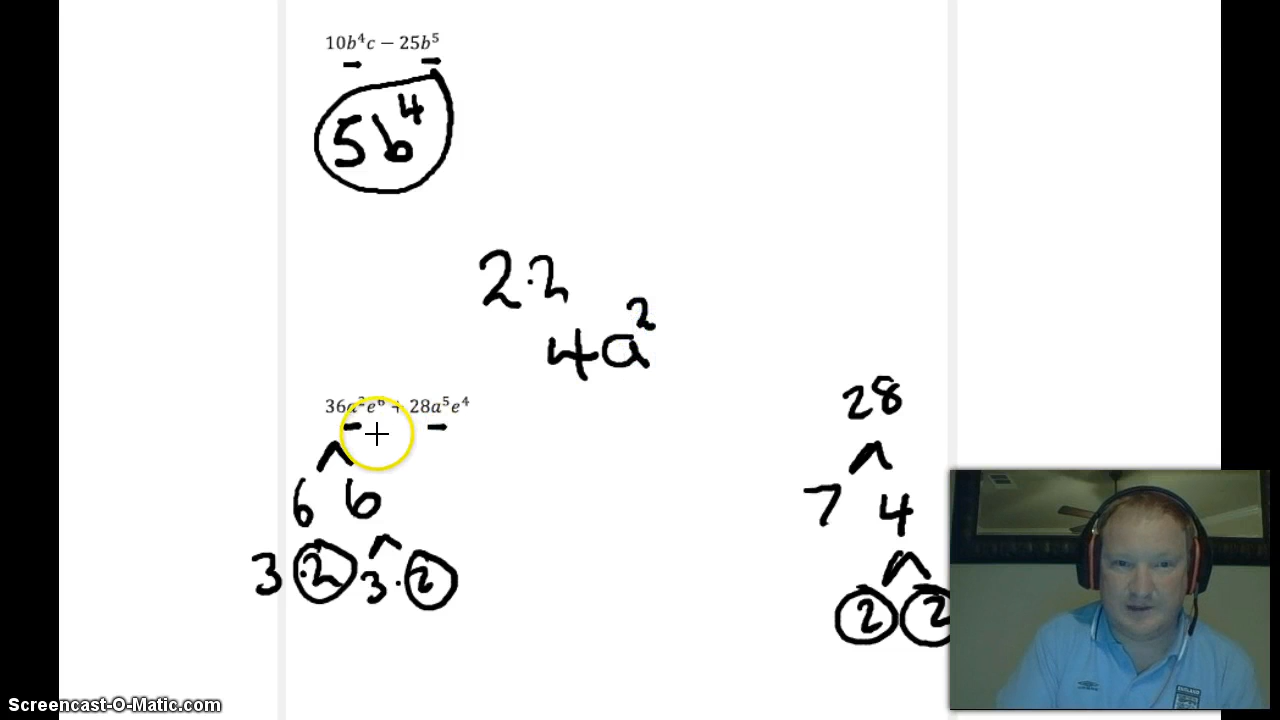 10b⁴c − 25b⁵
5b⁴
2·2
4a²
28
36a²e⁶ + 28a⁵e⁴
6 6
7 4
3 ·2 3·2
2 2
Screencast-O-Matic.com